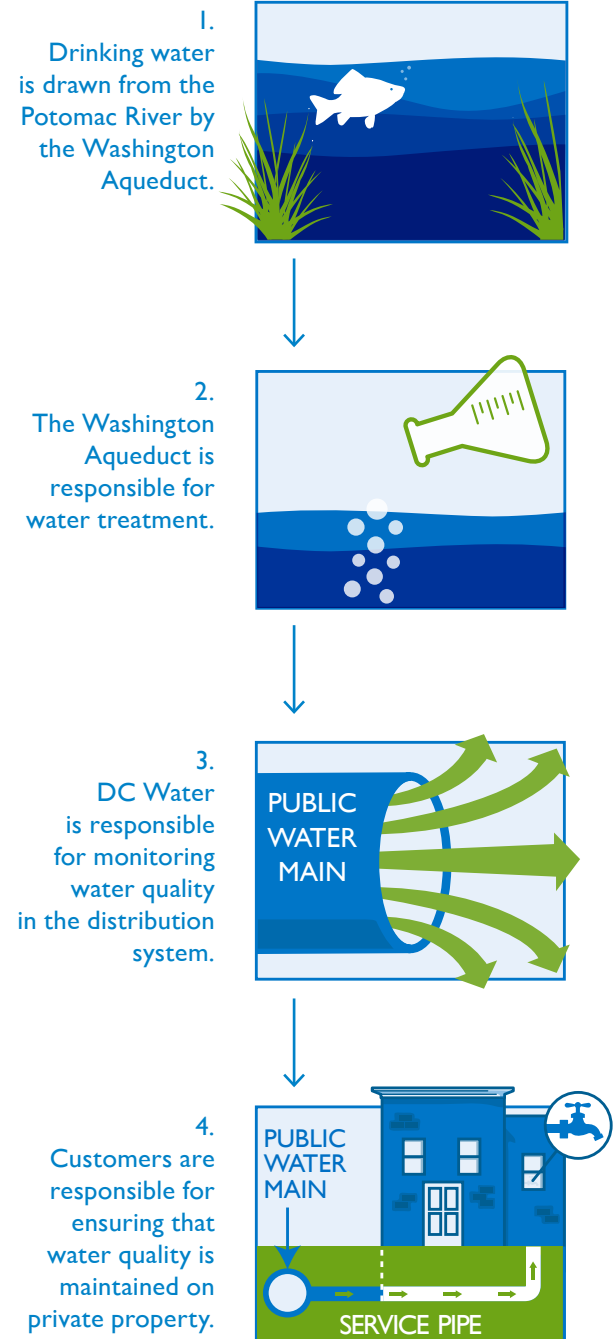 1.
Drinking water
is drawn from the
Potomac River by
the Washington
Aqueduct.
2.
The Washington
Aqueduct is
responsible for
water treatment.
3.
DC Water
is responsible
for monitoring
water quality
in the distribution
system.
PUBLIC
WATER
MAIN
4.
Customers are
responsible for
ensuring that
water quality is
maintained on
private property.
PUBLIC
WATER
MAIN
SERVICE PIPE